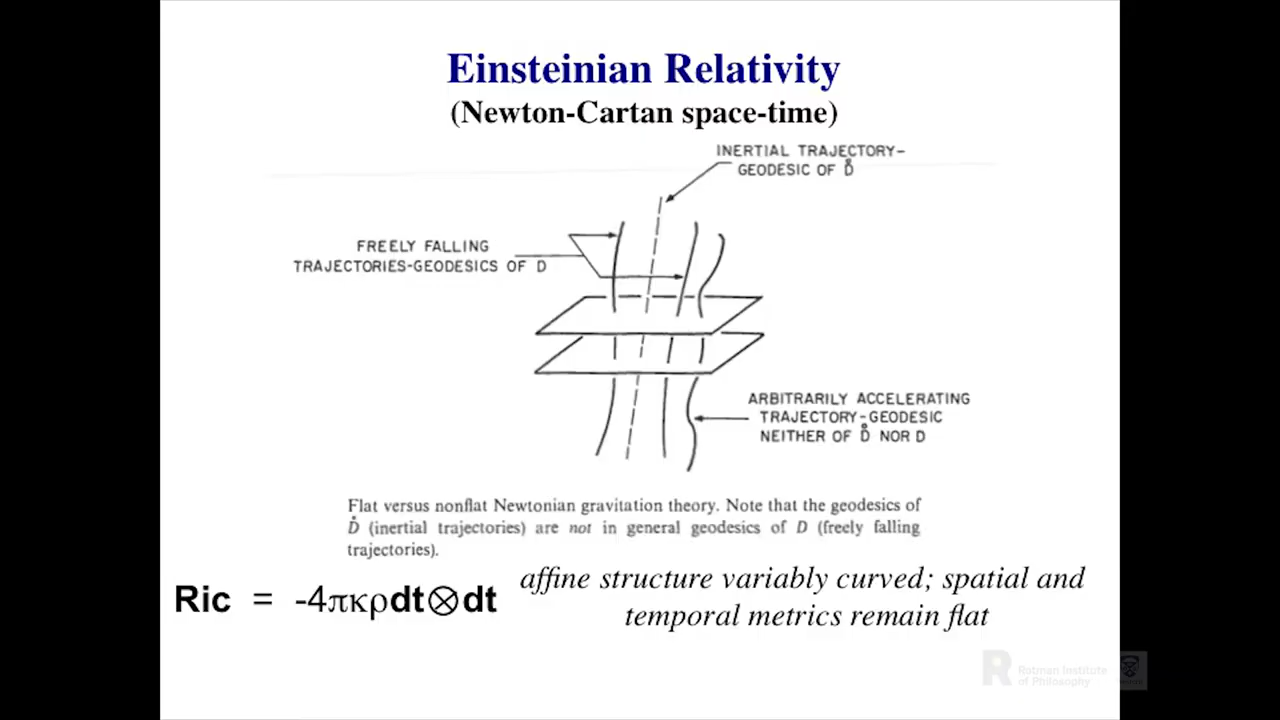 Einsteinian Relativity
(Newton-Cartan space-time)
INERTIAL TRAJECTORY-
GEODESIC OF D̊
FREELY FALLING
TRAJECTORIES-GEODESICS OF D
ARBITRARILY ACCELERATING
TRAJECTORY-GEODESIC
NEITHER OF D̊ NOR D
Flat versus nonflat Newtonian gravitation theory. Note that the geodesics of
D̊ (inertial trajectories) are not in general geodesics of D (freely falling
trajectories).
Ric = -4πκρdt⊗dt
affine structure variably curved; spatial and
temporal metrics remain flat
Rotman Institute
of Philosophy